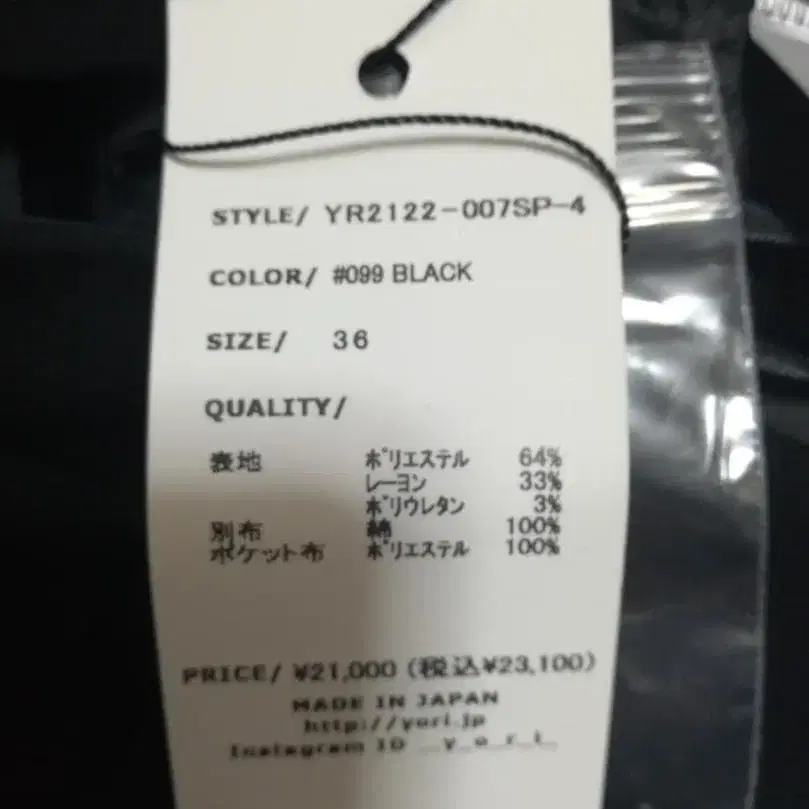 STYLE/ YR2122-007SP-4
COLOR/ #099 BLACK
SIZE/ 36
QUALITY/
表地 ﾎﾟﾘｴｽﾃﾙ 64%
ﾚｰﾖﾝ 33%
ﾎﾟﾘｳﾚﾀﾝ 3%
別布 綿 100%
ポケット布 ﾎﾟﾘｴｽﾃﾙ 100%
PRICE/ ¥21,000 (税込¥23,100)
MADE IN JAPAN
http://yori.jp
Instagram ID _y_o_r_i_